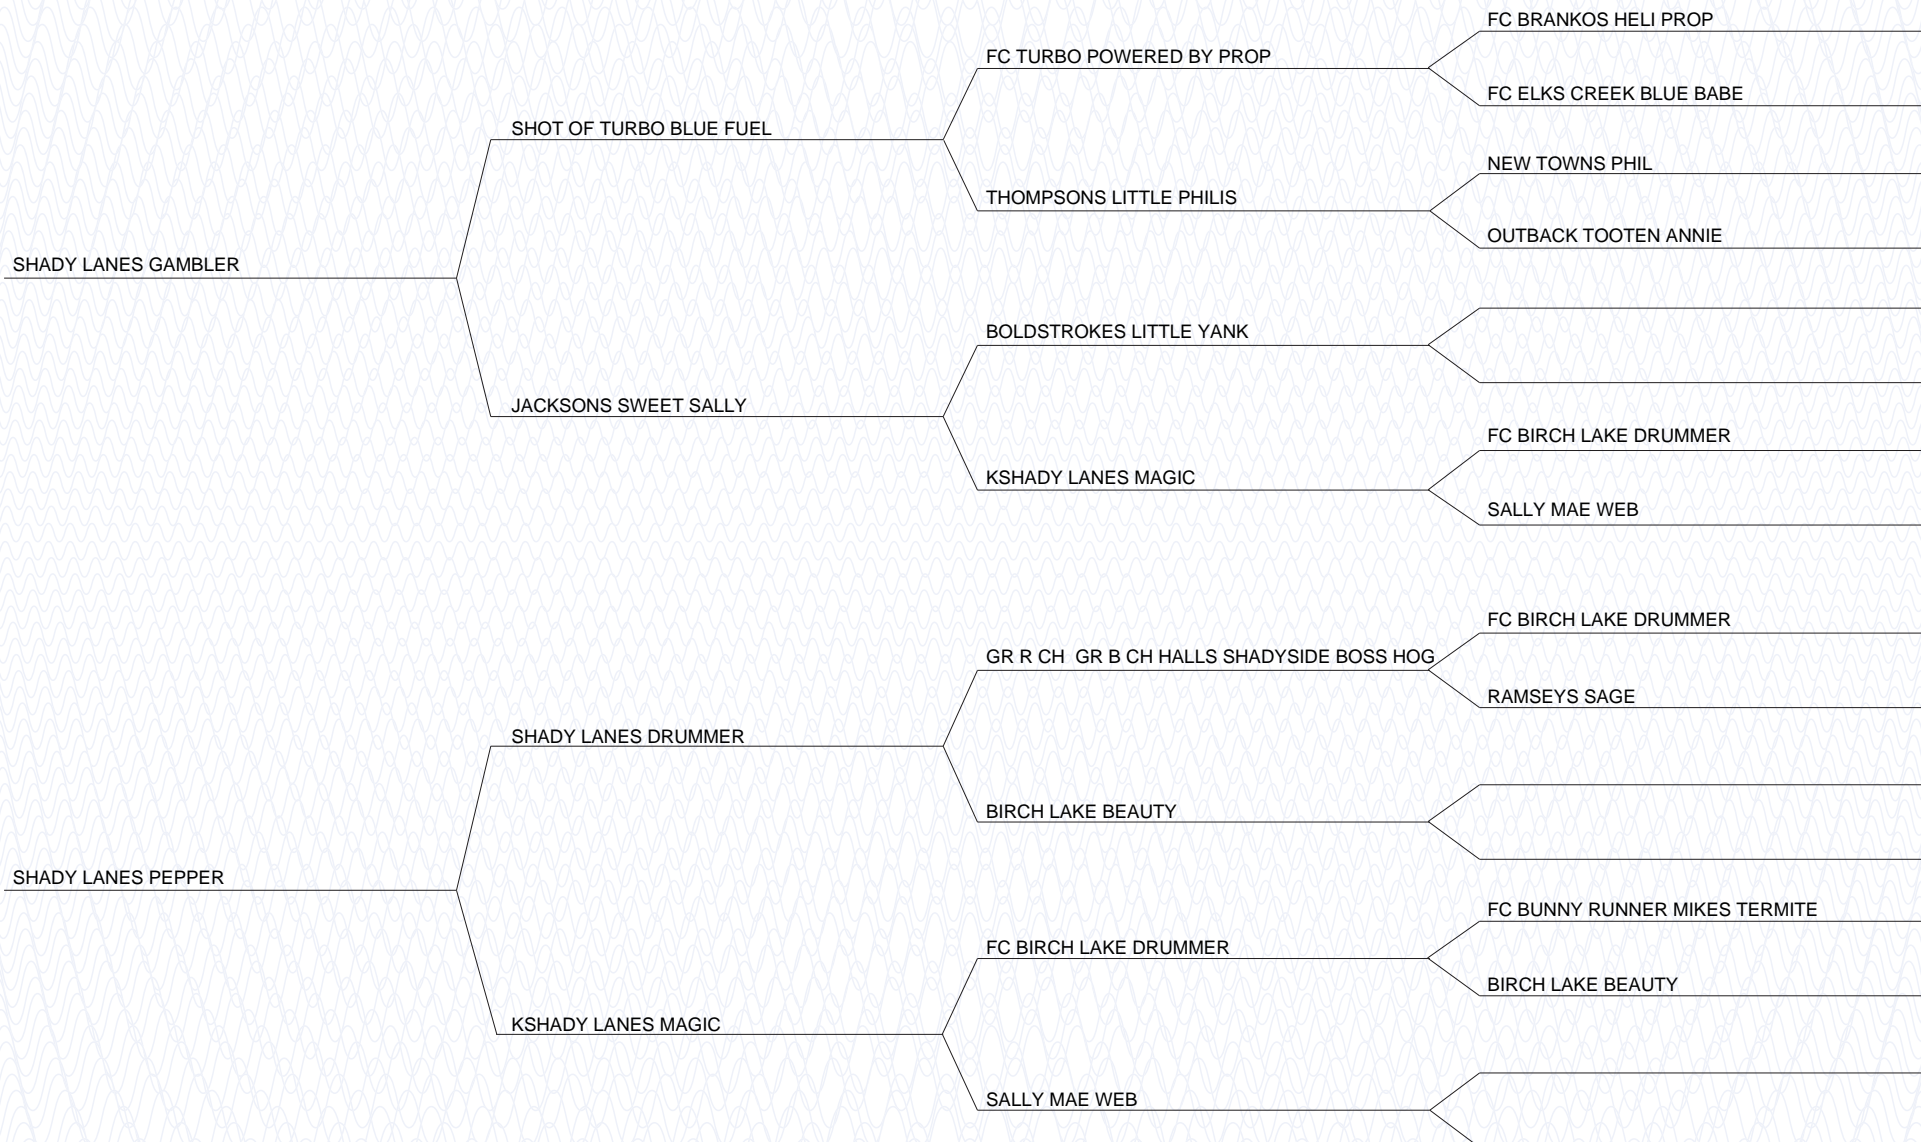 FC BRANKOS HELI PROP
FC TURBO POWERED BY PROP
FC ELKS CREEK BLUE BABE
SHOT OF TURBO BLUE FUEL
NEW TOWNS PHIL
THOMPSONS LITTLE PHILIS
OUTBACK TOOTEN ANNIE
SHADY LANES GAMBLER
BOLDSTROKES LITTLE YANK
JACKSONS SWEET SALLY
FC BIRCH LAKE DRUMMER
KSHADY LANES MAGIC
SALLY MAE WEB
FC BIRCH LAKE DRUMMER
GR R CH  GR B CH HALLS SHADYSIDE BOSS HOG
RAMSEYS SAGE
SHADY LANES DRUMMER
BIRCH LAKE BEAUTY
SHADY LANES PEPPER
FC BUNNY RUNNER MIKES TERMITE
FC BIRCH LAKE DRUMMER
BIRCH LAKE BEAUTY
KSHADY LANES MAGIC
SALLY MAE WEB